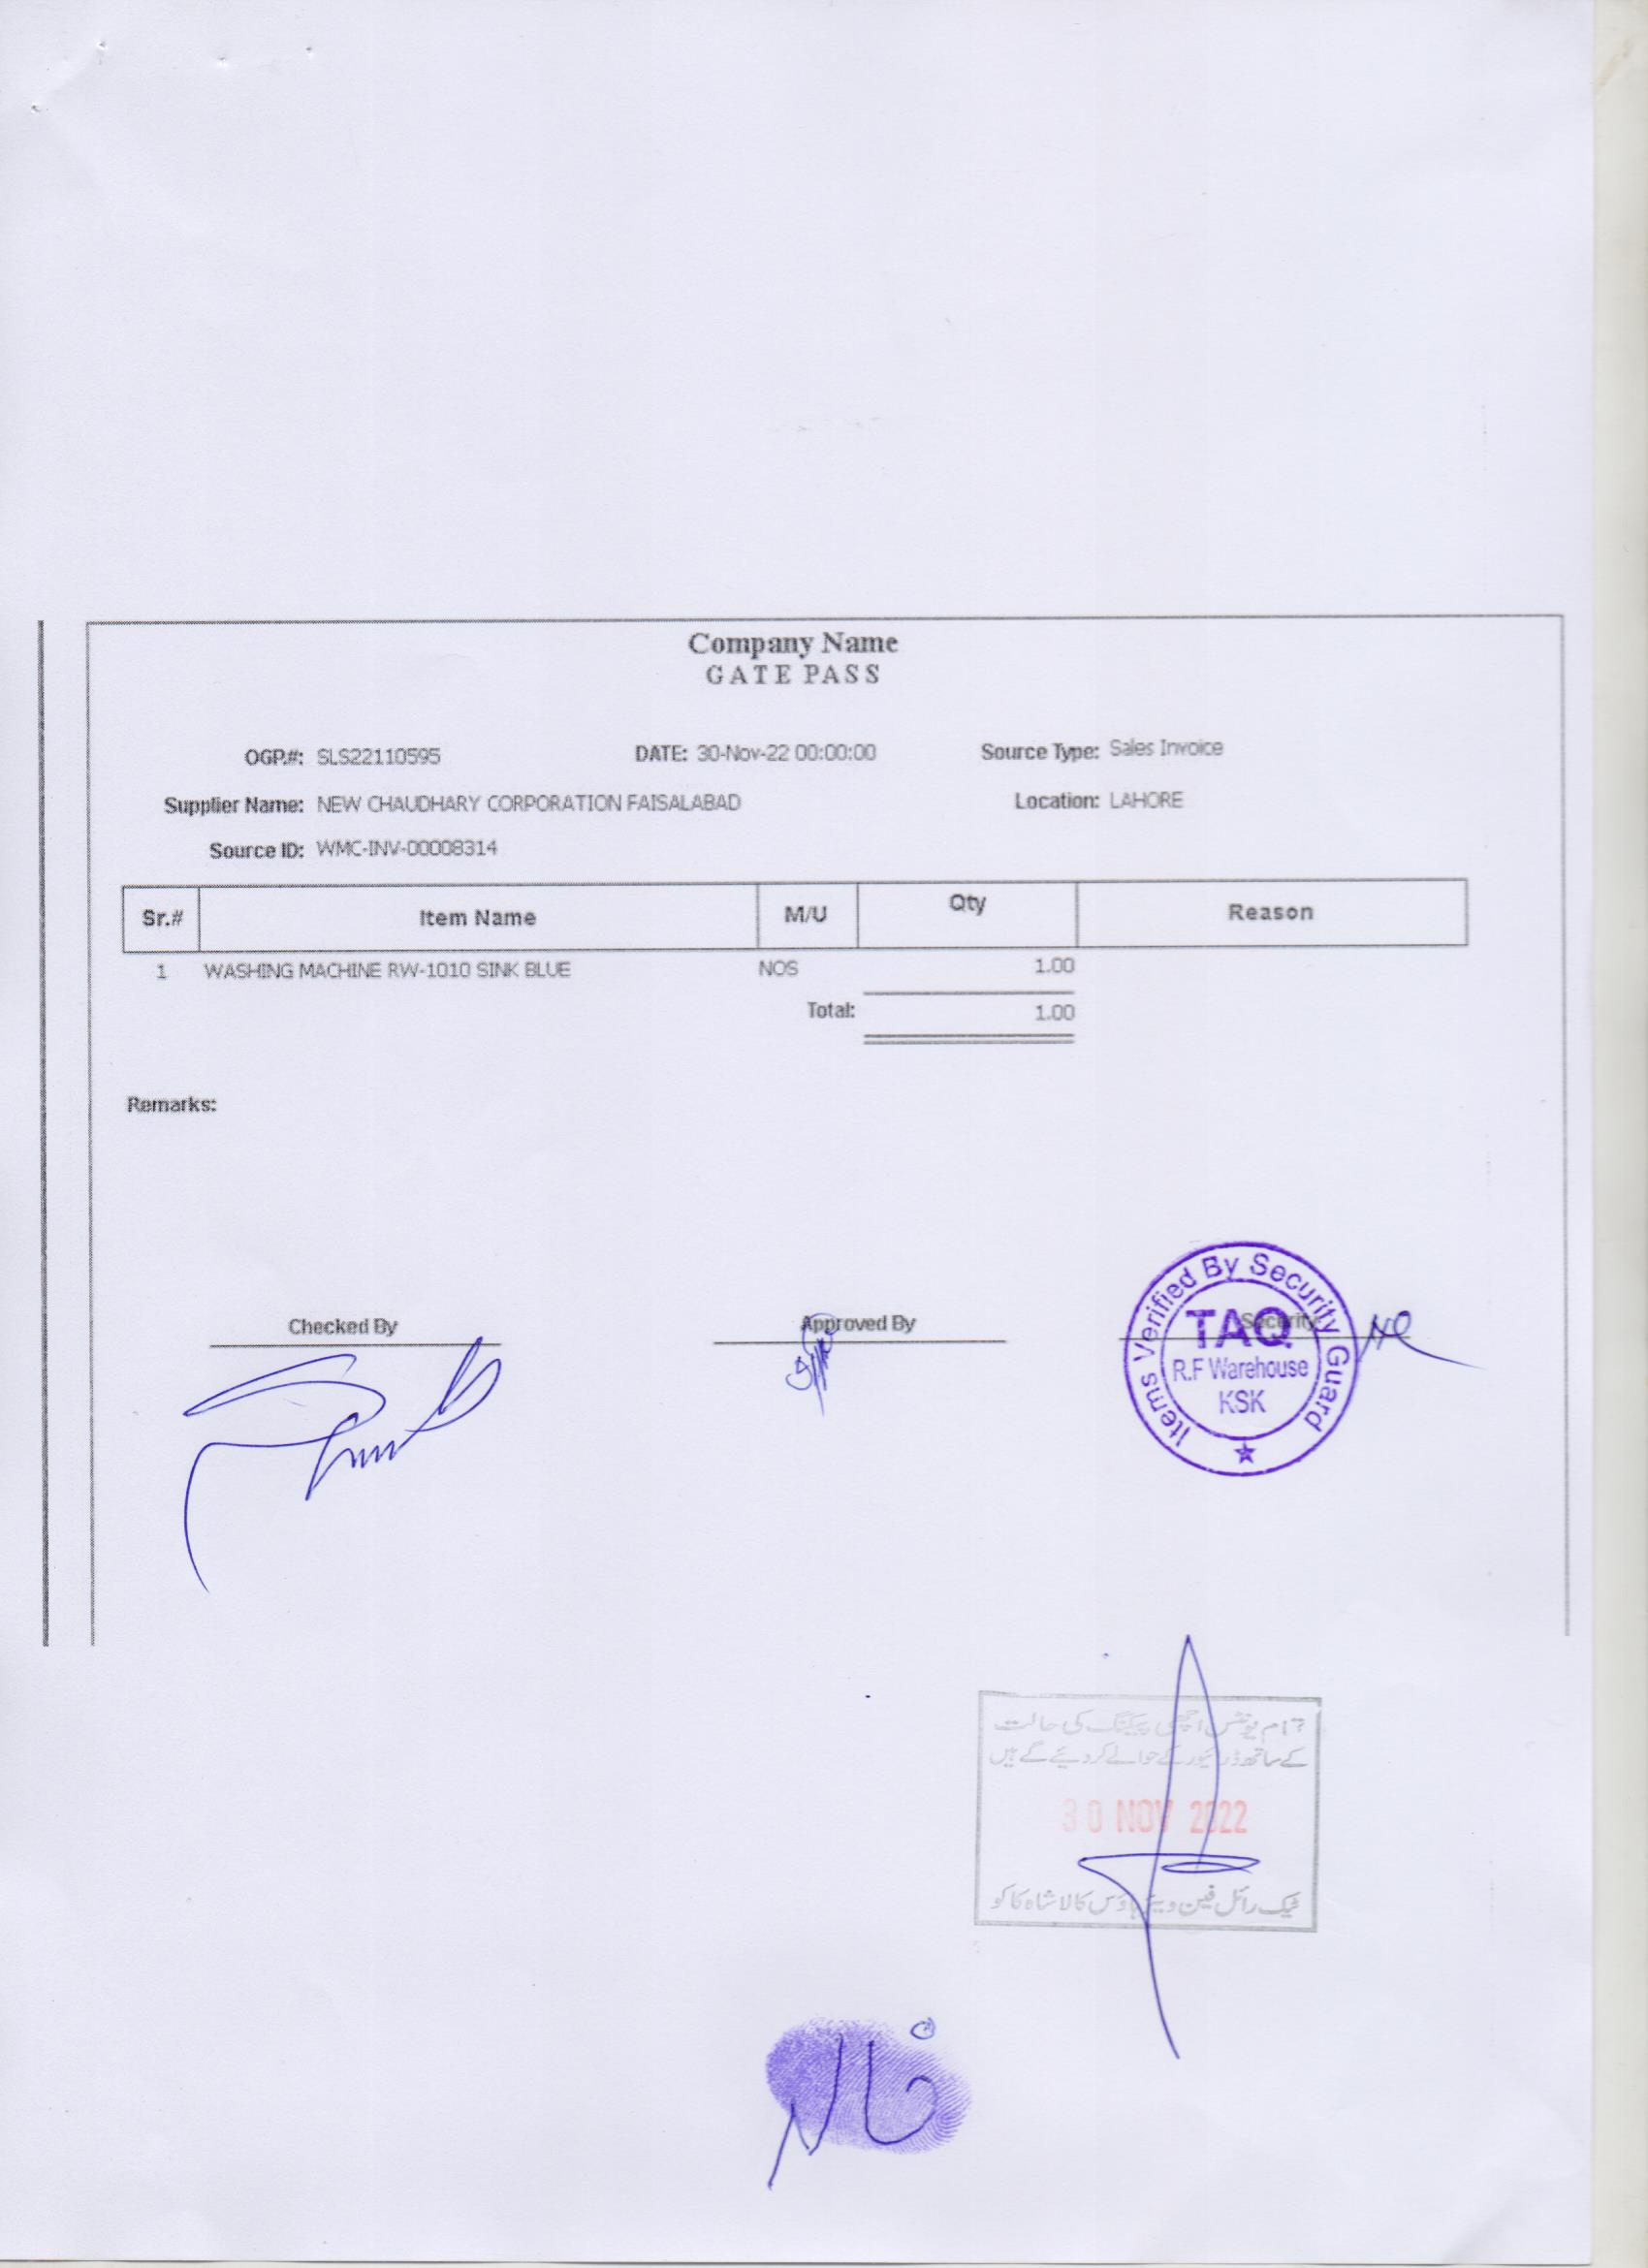 Company Name
GATE PASS
OGP.#: SLS22110595 DATE: 30-Nov-22 00:00:00 Source Type: Sales Invoice
Supplier Name: NEW CHAUDHARY CORPORATION FAISALABAD Location: LAHORE
Source ID: WMC-INV-00008314
Sr.# Item Name M/U Qty Reason
1 WASHING MACHINE RW-1010 SINK BLUE NOS 1.00
Total: 1.00
Remarks:
Checked By Approved By Security
Items Verified By Security Guard
TAQ
R.F Warehouse
KSK
تمام یونٹس اچھی پیکنگ کی حالت
کے ساتھ ڈرائیور کے حوالے کر دیئے گے ہیں
30 NOV 2022
ٹیک رائل فین ویئر ہاؤس کالا شاہ کاکو